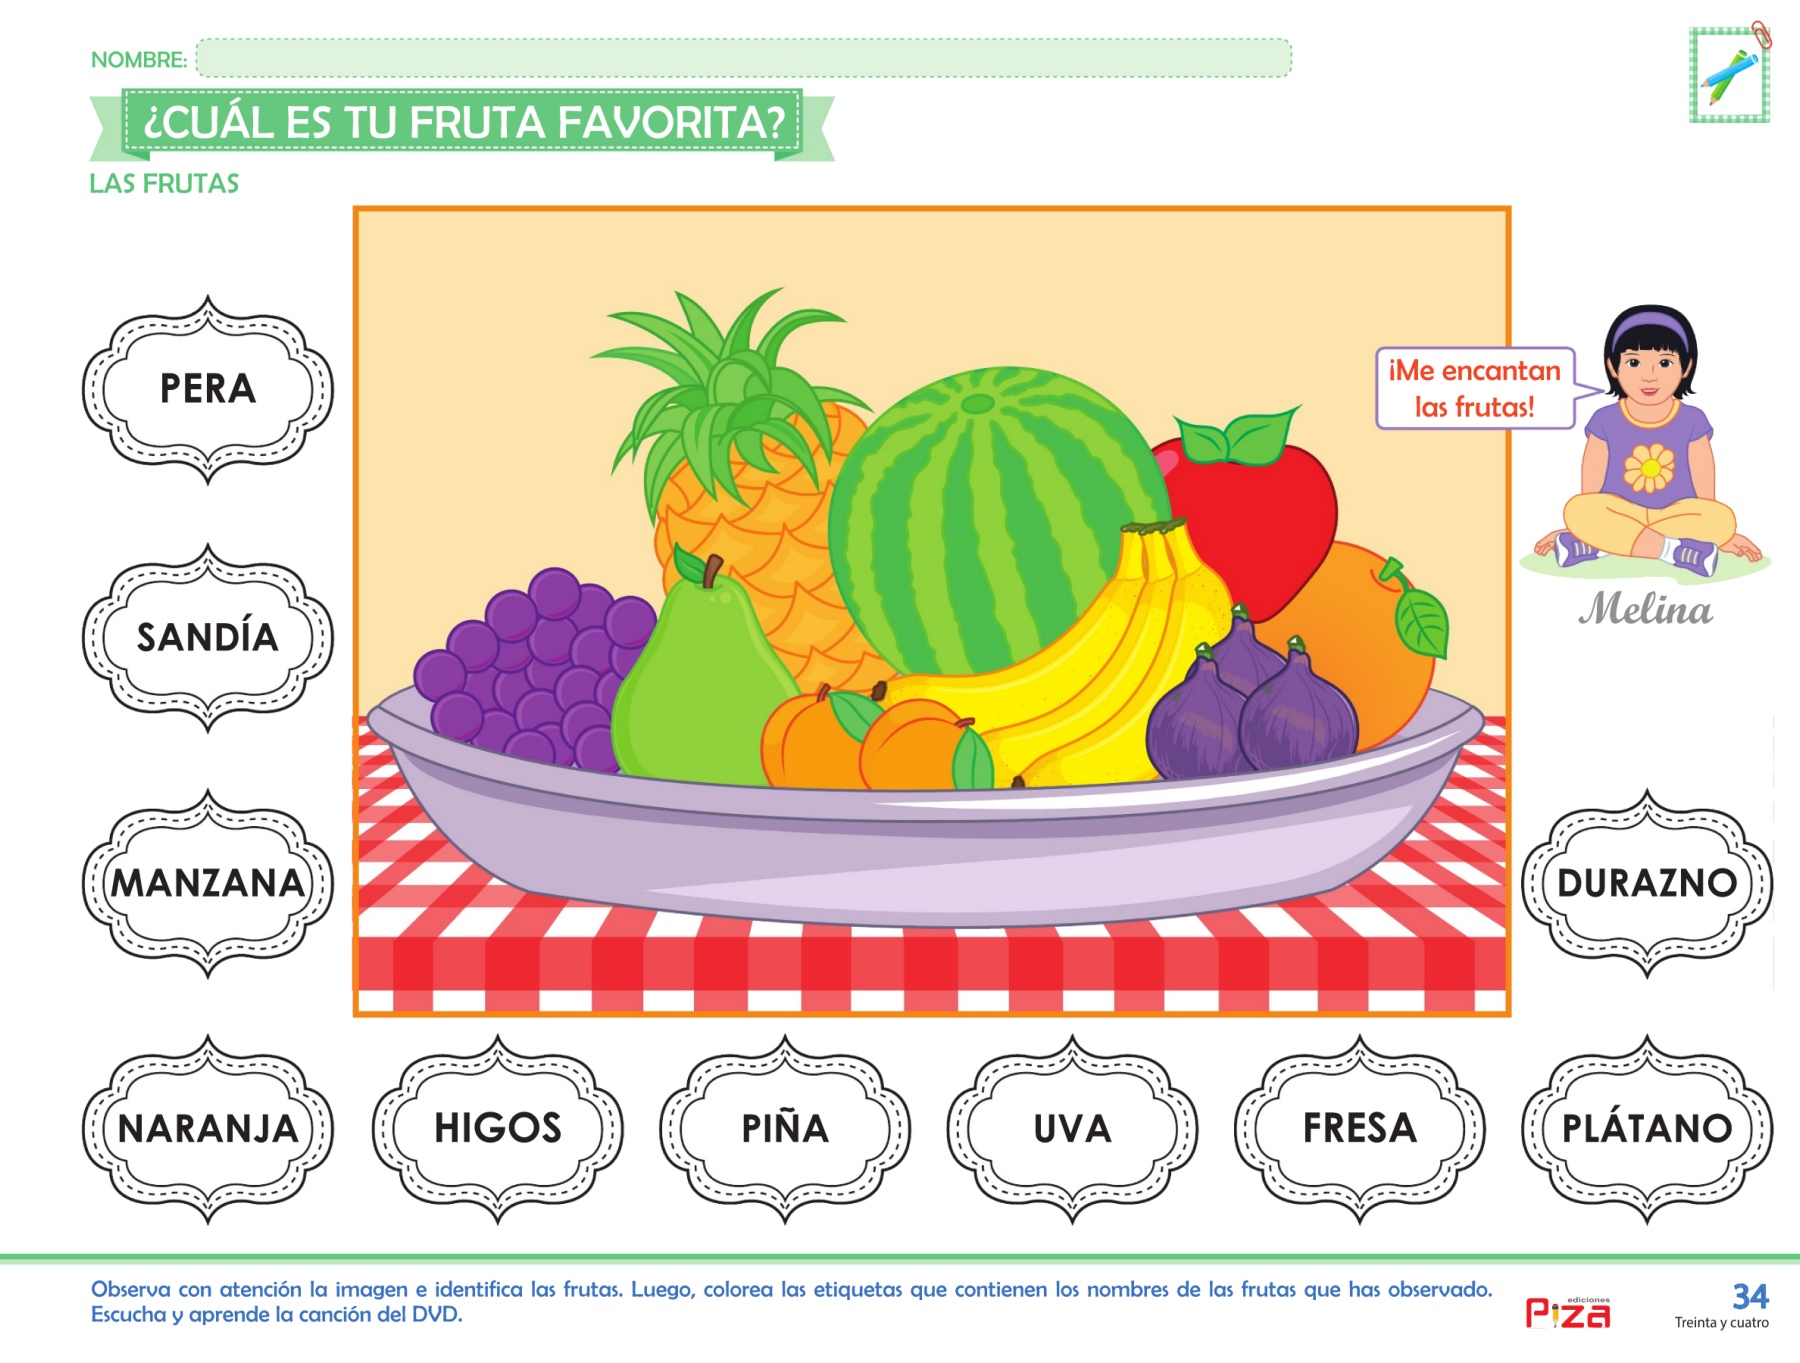 NOMBRE:
¿CUÁL ES TU FRUTA FAVORITA?
LAS FRUTAS
¡Me encantan
las frutas!
Melina
PERA
SANDÍA
MANZANA
DURAZNO
NARANJA
HIGOS
PIÑA
UVA
FRESA
PLÁTANO
Observa con atención la imagen e identifica las frutas. Luego, colorea las etiquetas que contienen los nombres de las frutas que has observado.
Escucha y aprende la canción del DVD.
ediciones
Piza
34
Treinta y cuatro